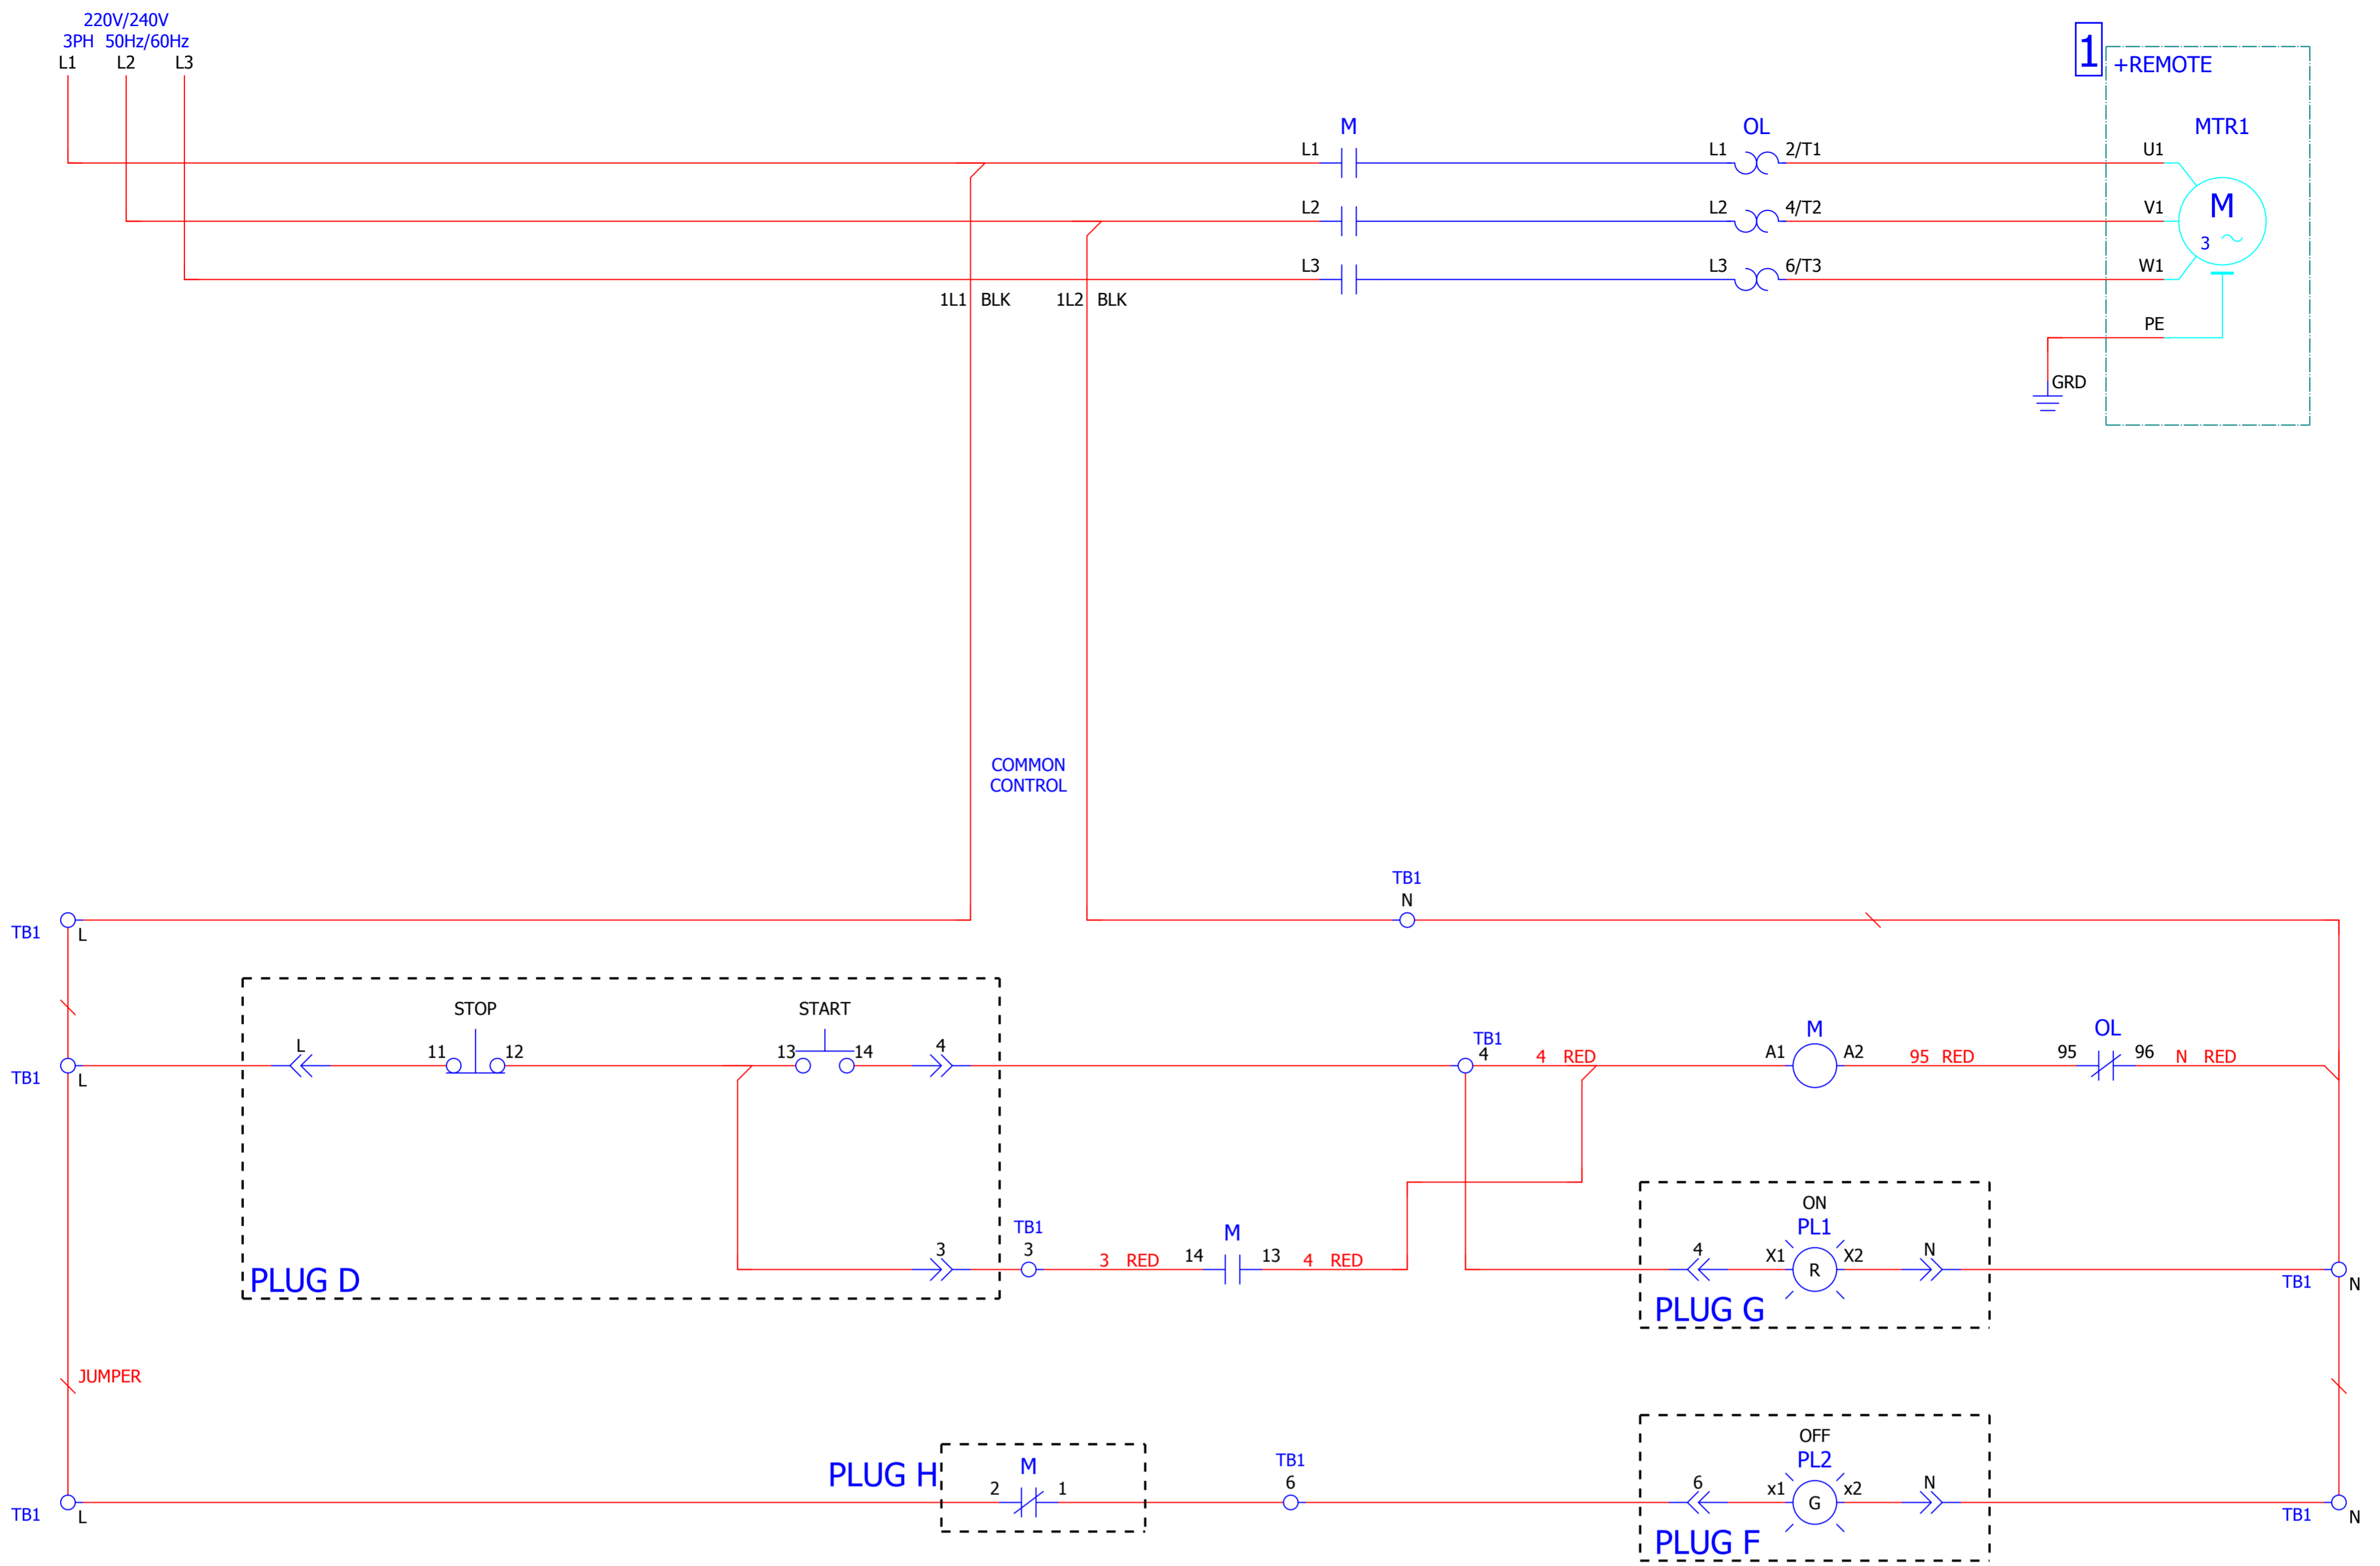 220V/240V
3PH 50Hz/60Hz
L1 L2 L3
1
+REMOTE
M OL MTR1
L1 L1 2/T1 U1
M
L2 L2 4/T2 V1
3
L3 L3 6/T3 W1
1L1 BLK 1L2 BLK
PE
GRD
COMMON
CONTROL
TB1
N
TB1 L
STOP START
TB1
4
M OL
L 11 12 13 14 4 4 RED A1 A2 95 RED 95 96 N RED
TB1 L
ON
TB1 M PL1
3 3 3 RED 14 13 4 RED 4 X1 X2 N
R
PLUG D
TB1 N
PLUG G
JUMPER
OFF
PLUG H M TB1 PL2
2 1 6 6 x1 x2 N
G
TB1 L
TB1 N
PLUG F